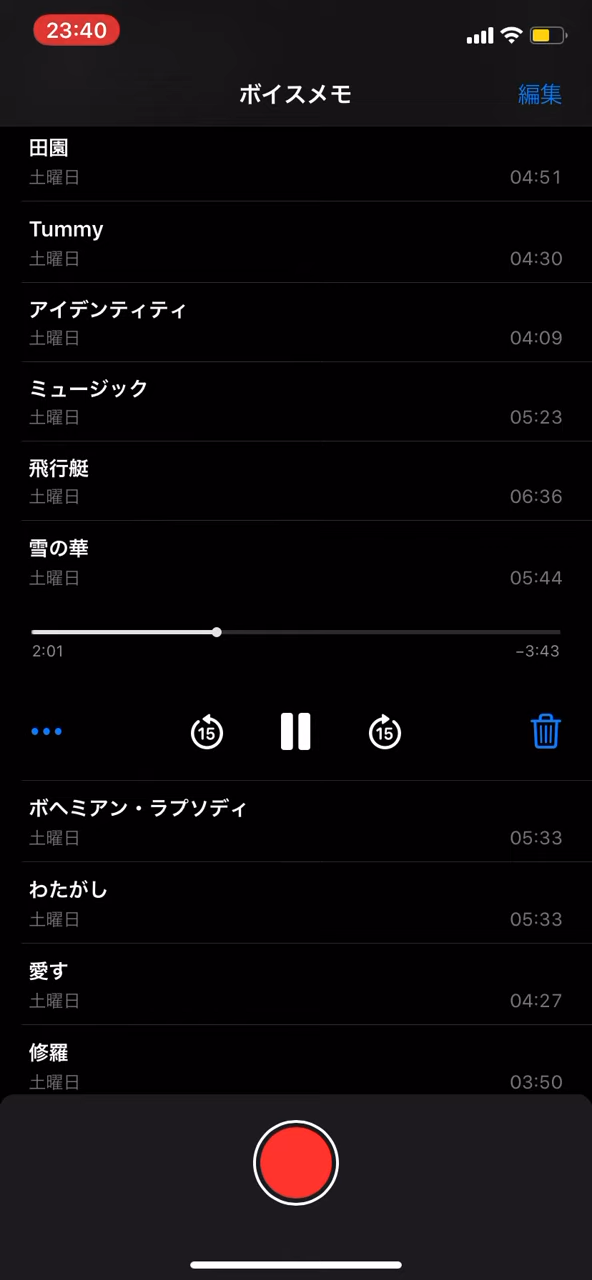 23:40
ボイスメモ
編集
田園
土曜日
04:51
Tummy
土曜日
04:30
アイデンティティ
土曜日
04:09
ミュージック
土曜日
05:23
飛行艇
土曜日
06:36
雪の華
土曜日
05:44
2:01
−3:43
15
15
ボヘミアン・ラプソディ
土曜日
05:33
わたがし
土曜日
05:33
愛す
土曜日
04:27
修羅
土曜日
03:50